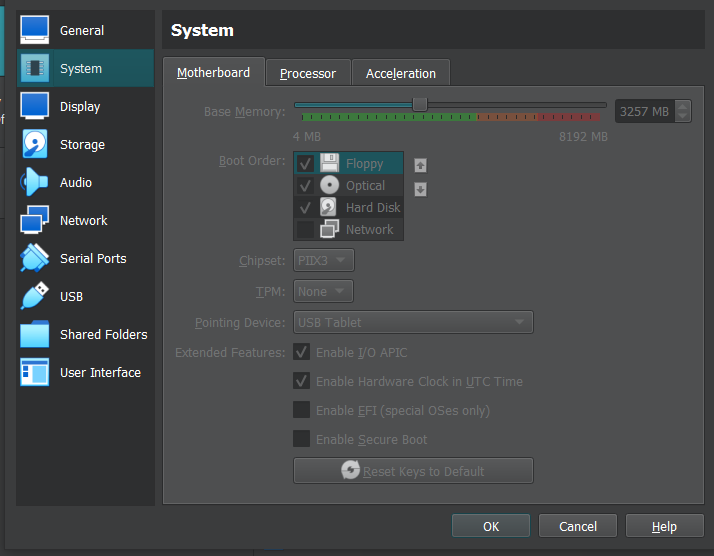 General
System
Display
Storage
Audio
Network
Serial Ports
USB
Shared Folders
User Interface
System
Motherboard
Processor
Acceleration
Base Memory:
3257 MB
4 MB
8192 MB
Boot Order:
Floppy
Optical
Hard Disk
Network
Chipset:
PIIX3
TPM:
None
Pointing Device:
USB Tablet
Extended Features:
Enable I/O APIC
Enable Hardware Clock in UTC Time
Enable EFI (special OSes only)
Enable Secure Boot
Reset Keys to Default
OK
Cancel
Help